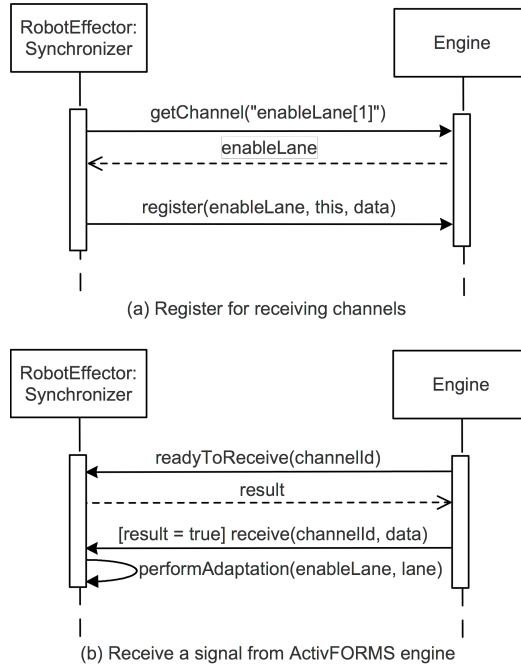 RobotEffector:
Synchronizer
Engine
getChannel("enableLane[1]")
enableLane
register(enableLane, this, data)
(a) Register for receiving channels
RobotEffector:
Synchronizer
Engine
readyToReceive(channelId)
result
[result = true] receive(channelId, data)
performAdaptation(enableLane, lane)
(b) Receive a signal from ActivFORMS engine